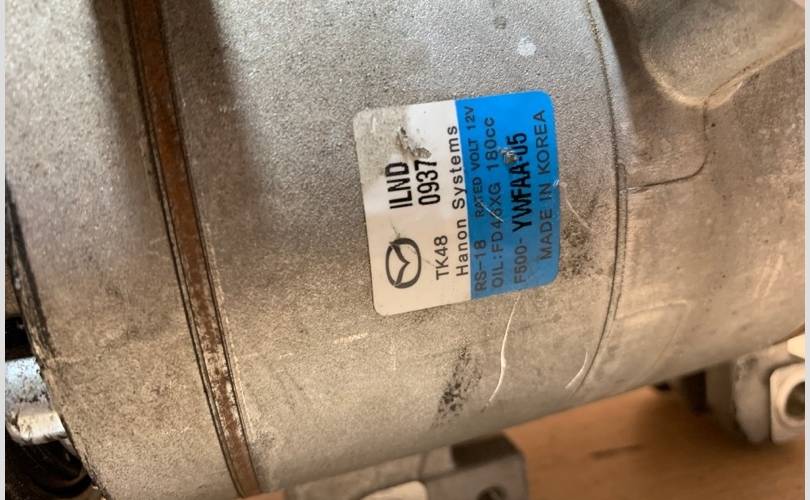 ILND
0937
TK48
Hanon Systems
RS-18 RATED VOLT 12V
OIL:FD46XG 180cc
F500-YWFAA-05
MADE IN KOREA